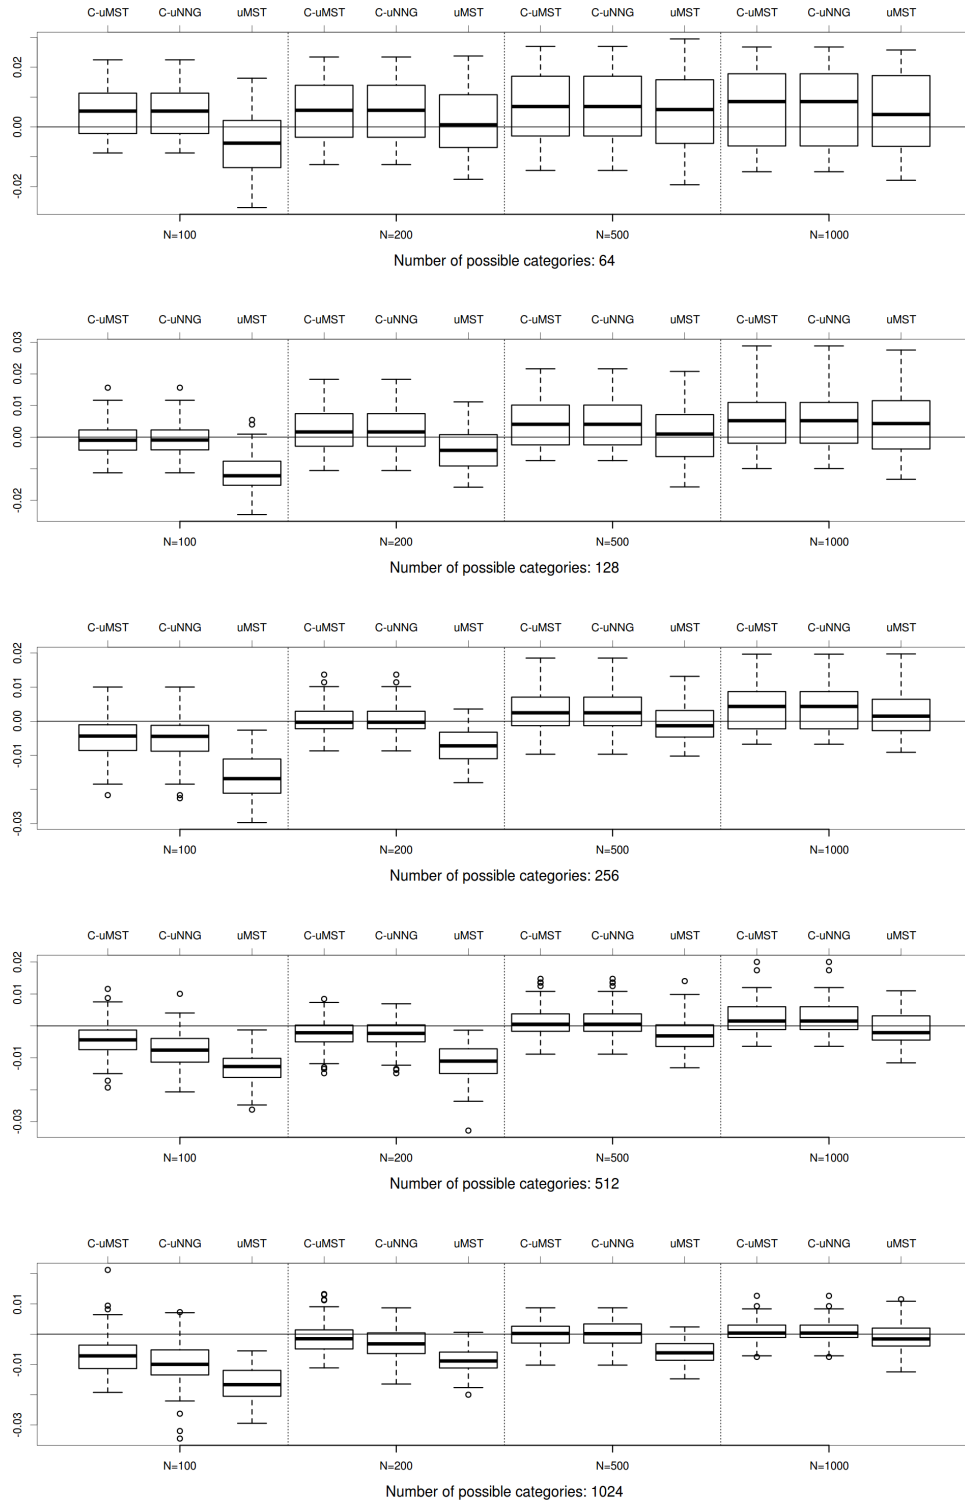 C-uMST C-uNNG uMST C-uMST C-uNNG uMST C-uMST C-uNNG uMST C-uMST C-uNNG uMST
0.02
0.00
-0.02
N=100 N=200 N=500 N=1000
Number of possible categories: 64
C-uMST C-uNNG uMST C-uMST C-uNNG uMST C-uMST C-uNNG uMST C-uMST C-uNNG uMST
0.03
0.02
0.01
0.00
-0.02
N=100 N=200 N=500 N=1000
Number of possible categories: 128
C-uMST C-uNNG uMST C-uMST C-uNNG uMST C-uMST C-uNNG uMST C-uMST C-uNNG uMST
0.02
0.01
0.00
-0.01
-0.03
N=100 N=200 N=500 N=1000
Number of possible categories: 256
C-uMST C-uNNG uMST C-uMST C-uNNG uMST C-uMST C-uNNG uMST C-uMST C-uNNG uMST
0.02
0.01
-0.01
-0.03
N=100 N=200 N=500 N=1000
Number of possible categories: 512
C-uMST C-uNNG uMST C-uMST C-uNNG uMST C-uMST C-uNNG uMST C-uMST C-uNNG uMST
0.01
-0.01
-0.03
N=100 N=200 N=500 N=1000
Number of possible categories: 1024